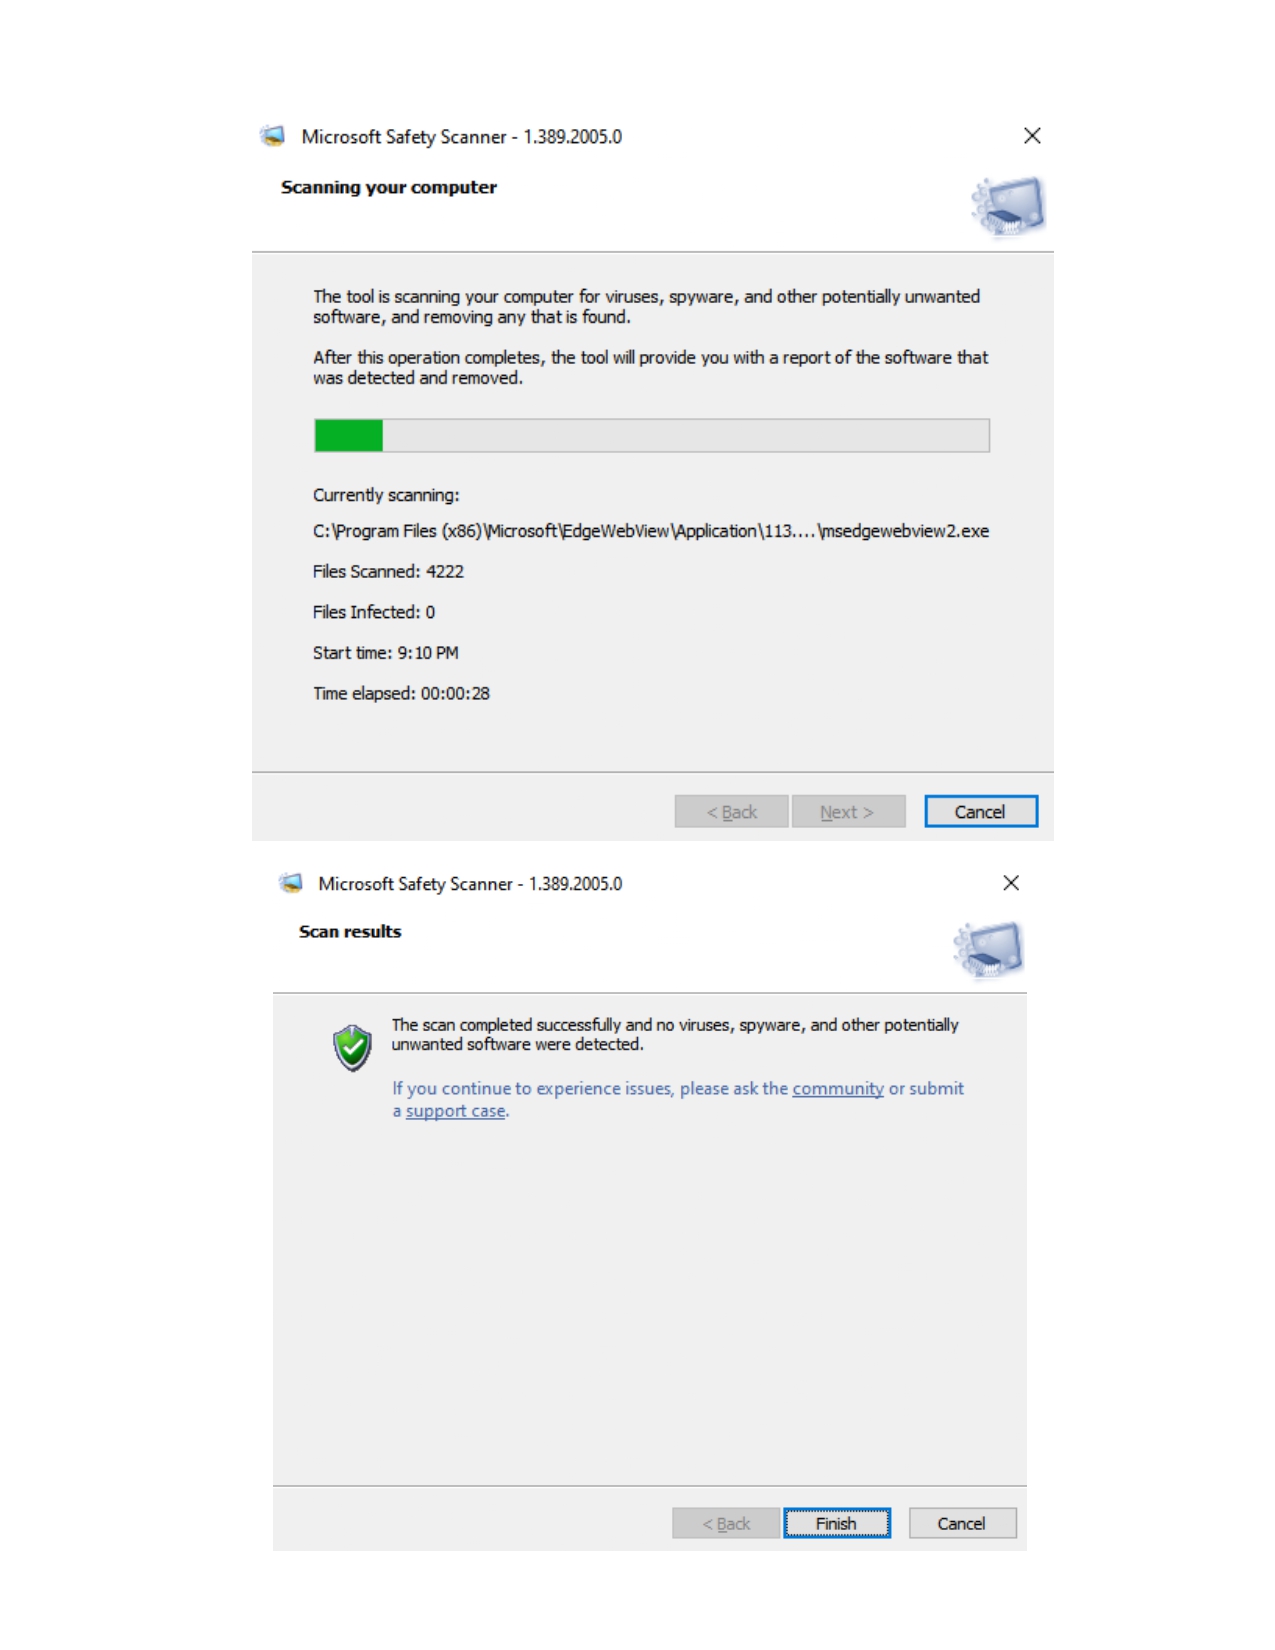 Microsoft Safety Scanner - 1.389.2005.0
Scanning your computer
The tool is scanning your computer for viruses, spyware, and other potentially unwanted
software, and removing any that is found.
After this operation completes, the tool will provide you with a report of the software that
was detected and removed.
Currently scanning:
C:\Program Files (x86)\Microsoft\EdgeWebView\Application\113....\msedgewebview2.exe
Files Scanned: 4222
Files Infected: 0
Start time: 9:10 PM
Time elapsed: 00:00:28
< Back Next > Cancel
Microsoft Safety Scanner - 1.389.2005.0
Scan results
The scan completed successfully and no viruses, spyware, and other potentially
unwanted software were detected.
If you continue to experience issues, please ask the community or submit
a support case.
< Back Finish Cancel